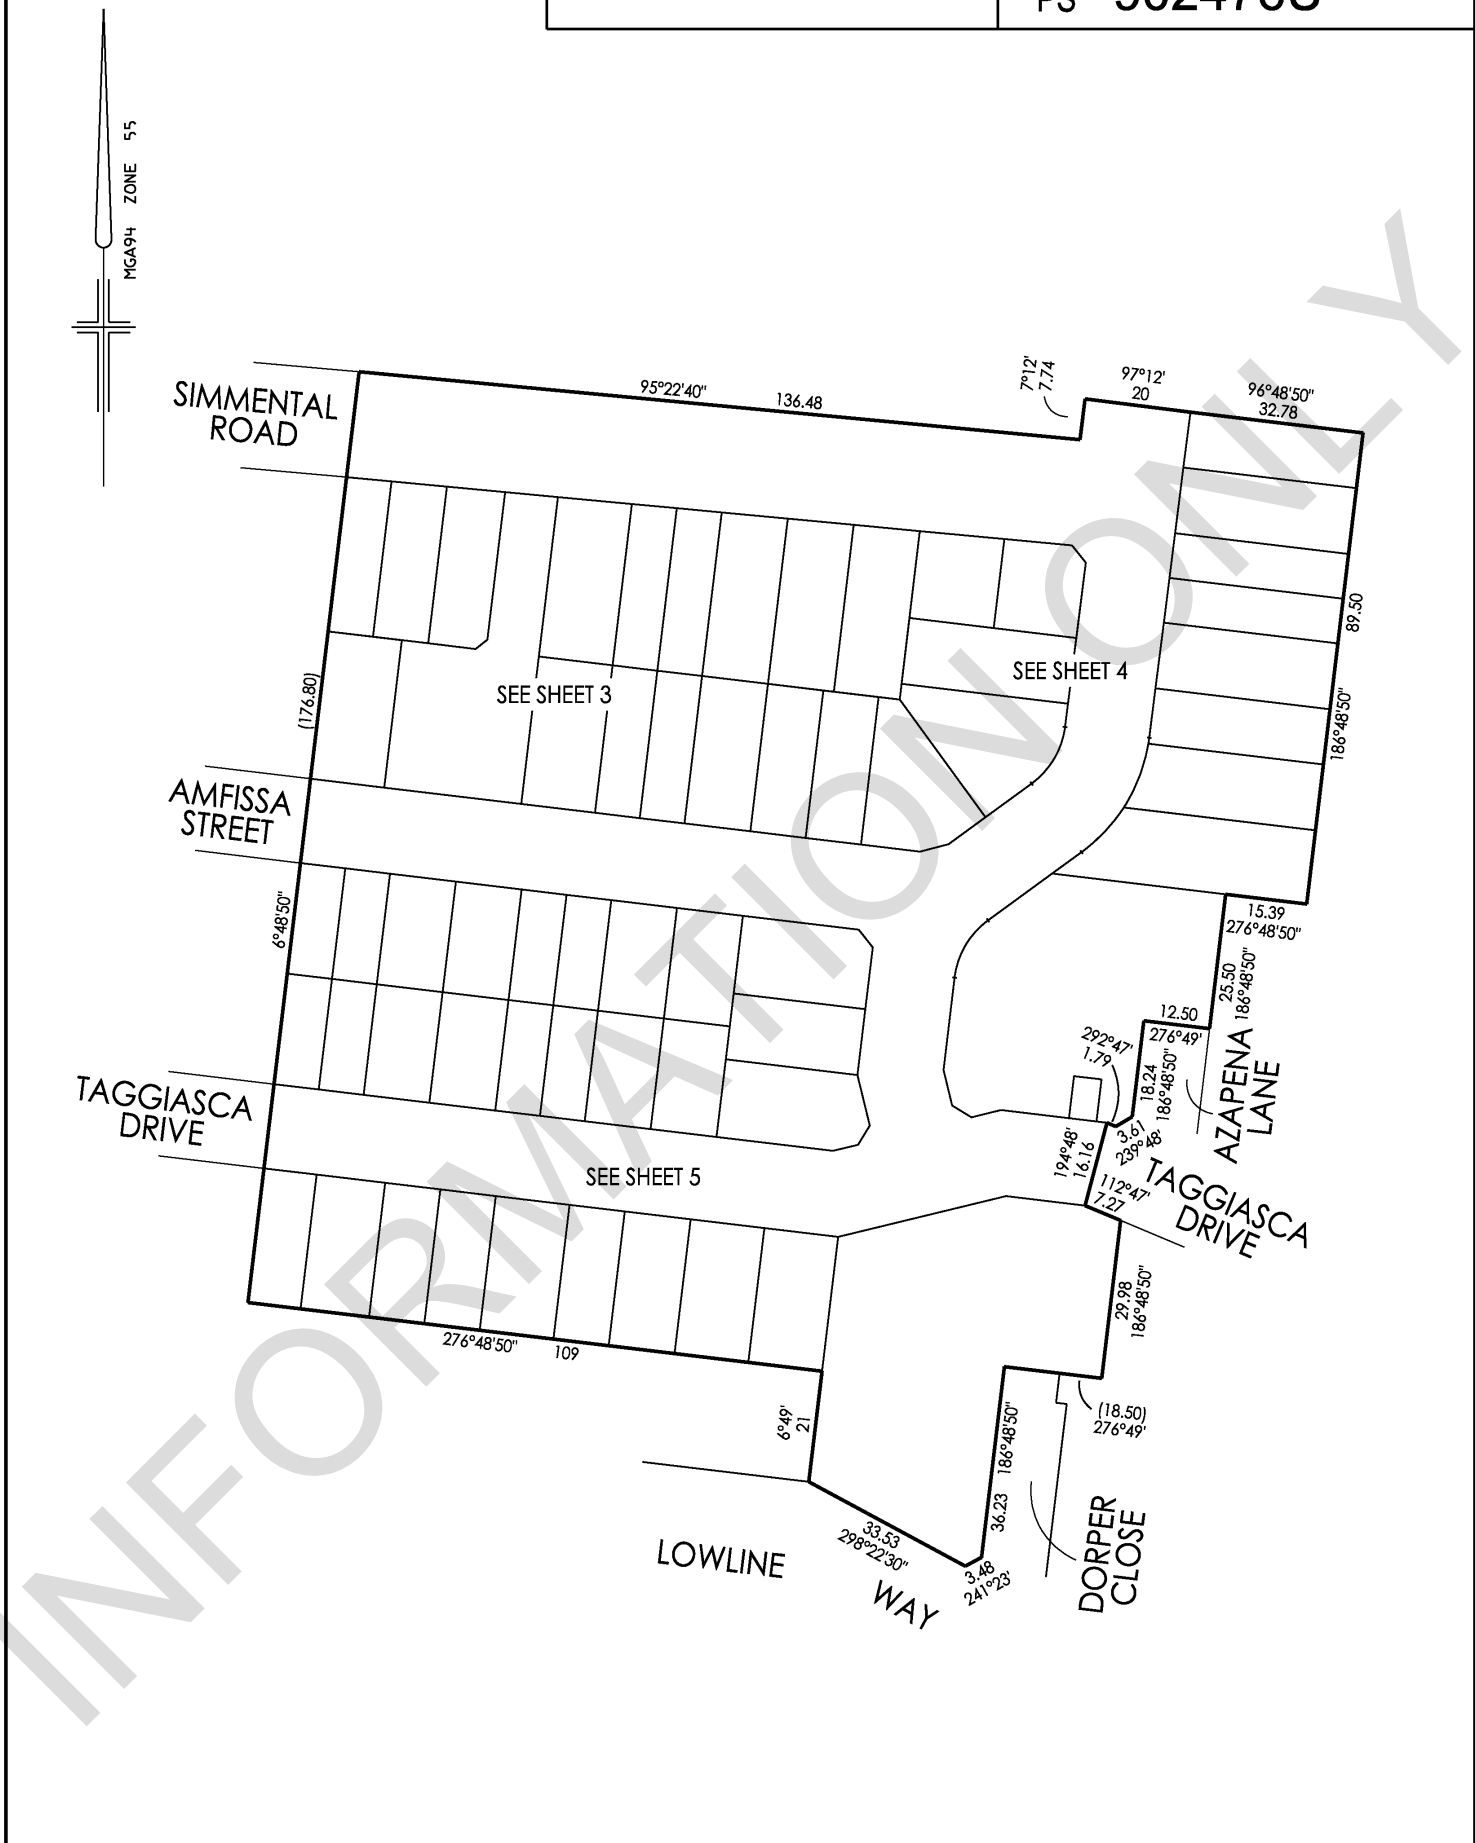 PS
MGA94 ZONE 55
SIMMENTAL
ROAD
95°22'40" 136.48
7°12'
7.74
97°12'
20
96°48'50"
32.78
89.50
186°48'50"
SEE SHEET 4
SEE SHEET 3
(176.80)
AMFISSA
STREET
6°48'50"
15.39
276°48'50"
25.50
186°48'50"
12.50
276°49'
292°47'
1.79
18.24
186°48'50"
AZAPENA
LANE
3.61
239°48'
194°48'
16.16
TAGGIASCA
DRIVE
112°47'
7.27
TAGGIASCA
DRIVE
SEE SHEET 5
29.98
186°48'50"
276°48'50" 109
(18.50)
276°49'
6°49'
21
186°48'50"
36.23
33.53
298°22'30"
3.48
241°23'
LOWLINE
WAY
DORPER
CLOSE
INFORMATION ONLY